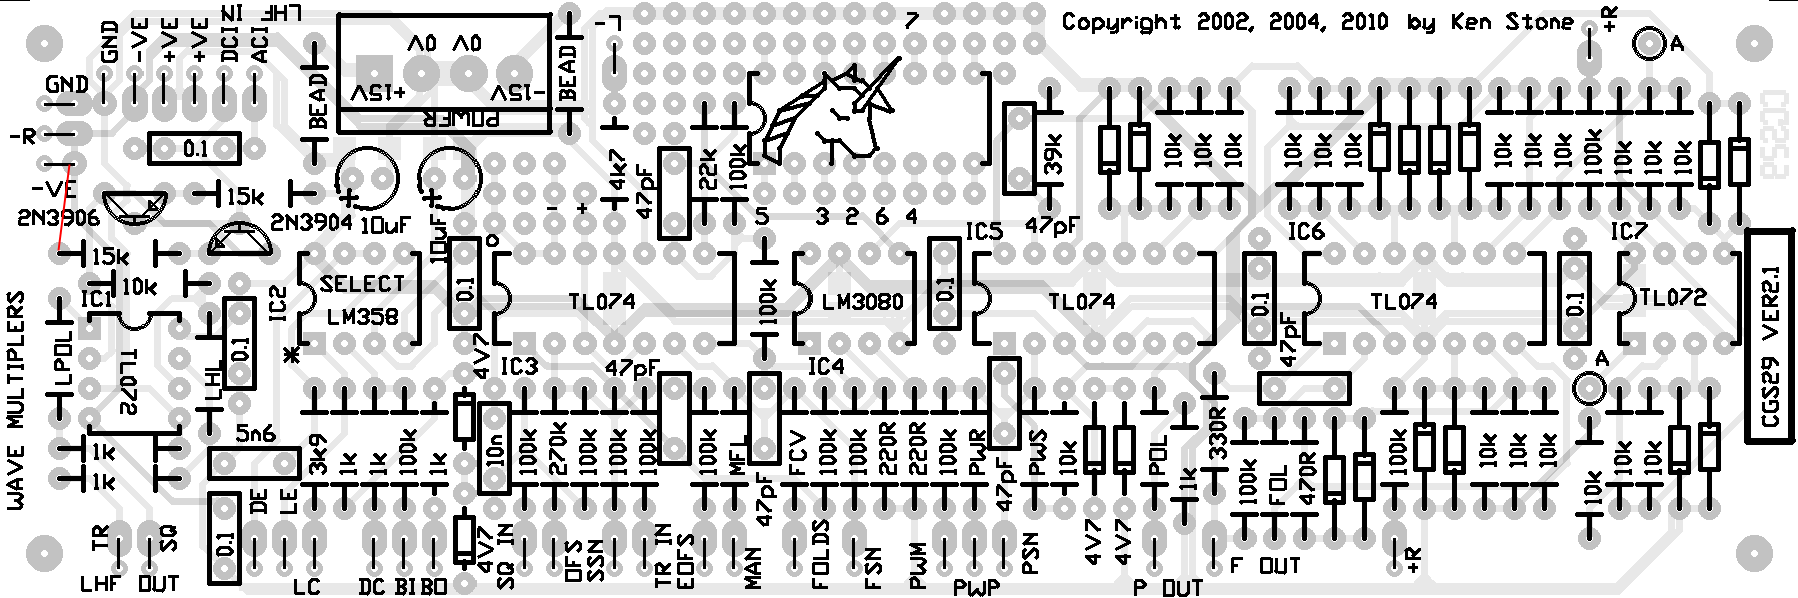 Copyright 2002, 2004, 2010 by Ken Stone
GND
-VE
+VE
+VE
DCI
IN
ACI
LHF
0V 0V
+15V
-15V
POWER
BEAD
BEAD
L-
7
+R
A
GND
-R
-VE
0.1
15k
2N3906
2N3904
10uF
10uF
15k
10k
4k7
47pF
22k
100k
- +
5 3 2 6 4
39k
47pF
10k
10k
10k
10k
10k
10k
10k
10k
10k
100k
10k
10k
10k
CGS59
IC1
TL072
LPOL
LHL
0.1
IC2
SELECT
LM358
*
0.1
4V7
IC3
TL074
47pF
100k
LM3080
IC4
IC5
0.1
TL074
IC6
0.1
47pF
TL074
IC7
0.1
TL072
A
CGS29 VER2.1
WAVE MULTIPLERS
1k
1k
5n6
0.1
3k9
1k
1k
100k
1k
10n
100k
270k
100k
100k
100k
100k
MFL
47pF
FCV
100k
100k
220R
220R
100k
PWR
47pF
PWS
10k
POL
1k
330R
100k
FOL
470R
100k
10k
10k
10k
10k
10k
10k
TR
SQ
LHF OUT
DE
LE
LC
DC
BI
BO
4V7
SQ IN
OFS
SSN
TR IN
EOFS
MAN
FOLDS
FSN
PWM
PWP
PSN
4V7
4V7
P OUT
F OUT
+R